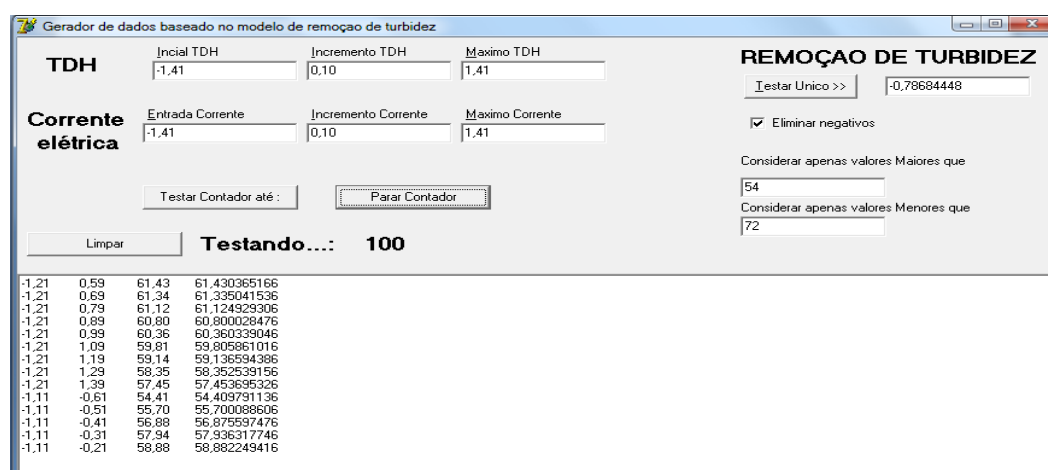 Gerador de dados baseado no modelo de remoçao de turbidez
TDH
Incial TDH
Incremento TDH
Maximo TDH
-1,41
0,10
1,41
Corrente elétrica
Entrada Corrente
Incremento Corrente
Maximo Corrente
-1,41
0,10
1,41
REMOÇAO DE TURBIDEZ
Testar Unico >>
-0,78684448
Eliminar negativos
Considerar apenas valores Maiores que
54
Considerar apenas valores Menores que
72
Testar Contador até :
Parar Contador
Limpar
Testando...: 100
-1,21 0,59 61,43 61,430365166
-1,21 0,69 61,34 61,335041536
-1,21 0,79 61,12 61,124929306
-1,21 0,89 60,80 60,800028476
-1,21 0,99 60,36 60,360339046
-1,21 1,09 59,81 59,805861016
-1,21 1,19 59,14 59,136594386
-1,21 1,29 58,35 58,352539156
-1,21 1,39 57,45 57,453695326
-1,11 -0,61 54,41 54,409791136
-1,11 -0,51 55,70 55,700088606
-1,11 -0,41 56,88 56,875597476
-1,11 -0,31 57,94 57,936317746
-1,11 -0,21 58,88 58,882249416